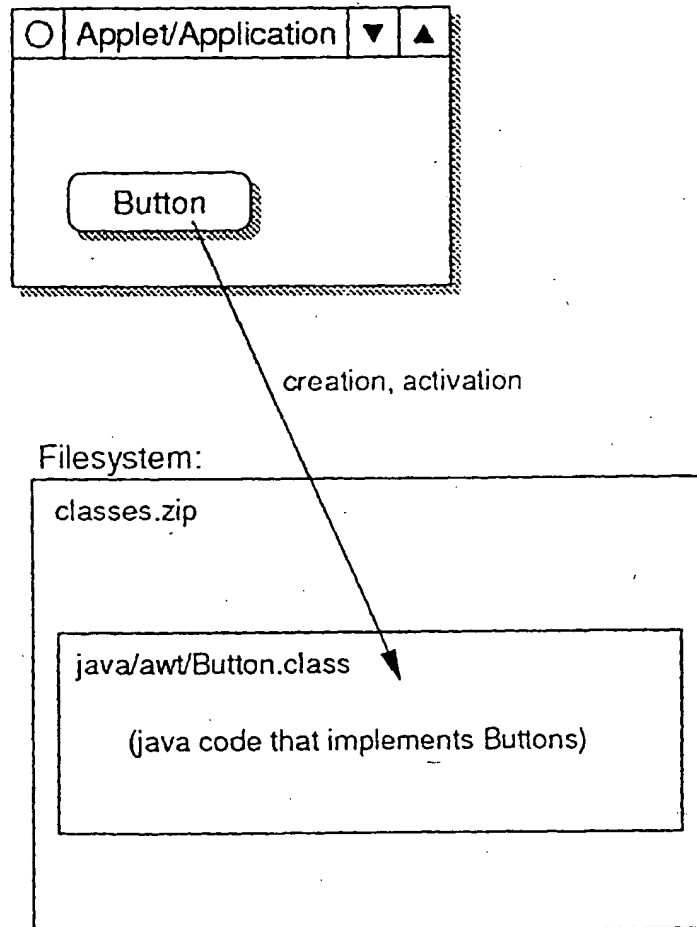 Applet/Application
Button
creation, activation
Filesystem:
classes.zip
java/awt/Button.class
(java code that implements Buttons)